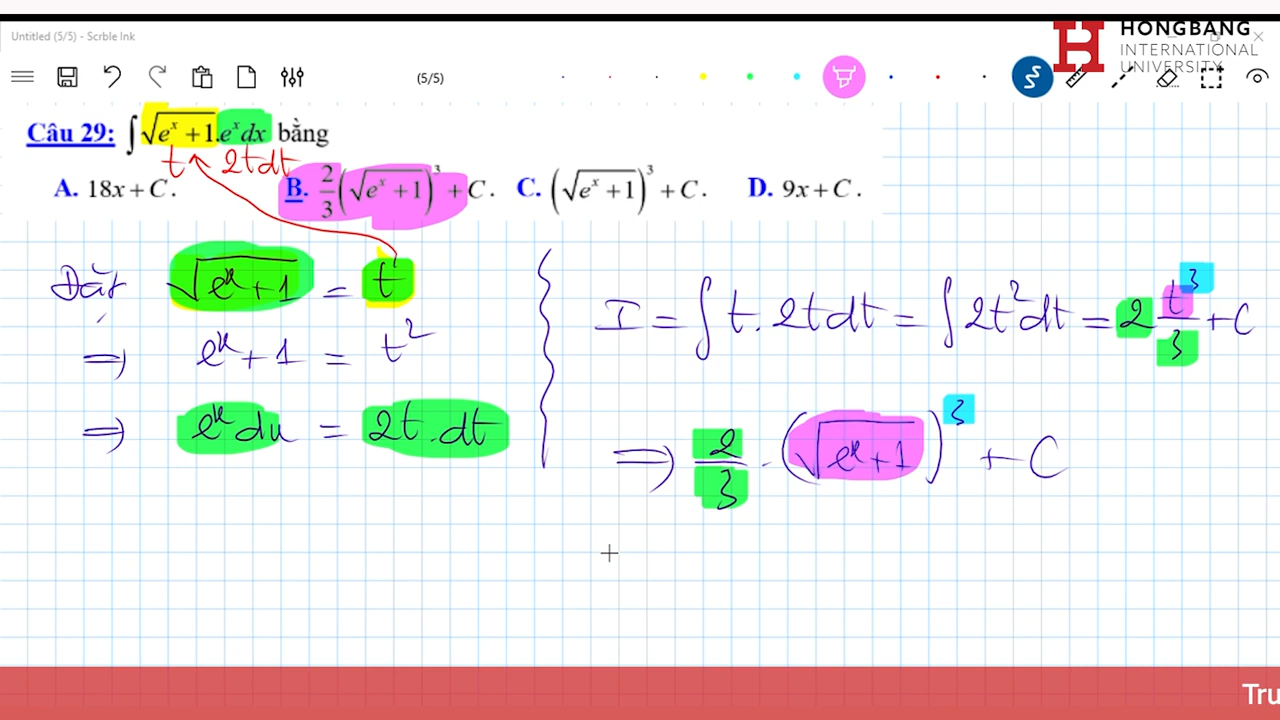 Untitled (5/5) - Scrble Ink
HONGBANG
INTERNATIONAL
UNIVERSITY
(5/5)
Câu 29: ∫√(eˣ + 1).eˣdx bằng
t 2tdt
A. 18x + C. B. 2/3(√(eˣ + 1))³ + C. C. (√(eˣ + 1))³ + C. D. 9x + C.
Đặt √(eˣ + 1) = t
⇒ eˣ + 1 = t²
⇒ eˣdx = 2t.dt
I = ∫t.2tdt = ∫2t²dt = 2 t³/3 + C
⇒ 2/3 . (√(eˣ + 1))³ + C
Tru